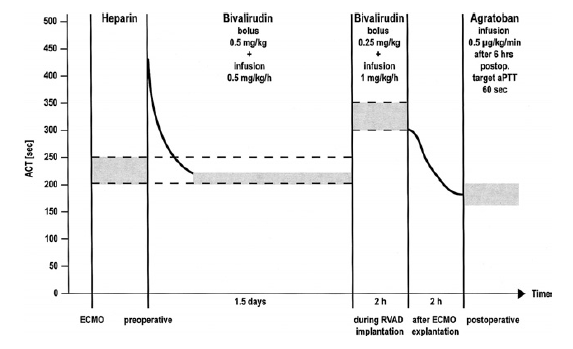 Heparin
Bivalirudin
bolus
0.5 mg/kg
+
infusion
0.5 mg/kg/h
Bivalirudin
bolus
0.25 mg/kg
+
infusion
1 mg/kg/h
Agratoban
infusion
0.5 µg/kg/min
after 6 hrs
postop.
target aPTT
60 sec
ACT [sec]
500
450
400
350
300
250
200
150
100
50
0
Time
1.5 days
2 h
2 h
ECMO
preoperative
during RVAD
implantation
after ECMO
explantation
postoperative